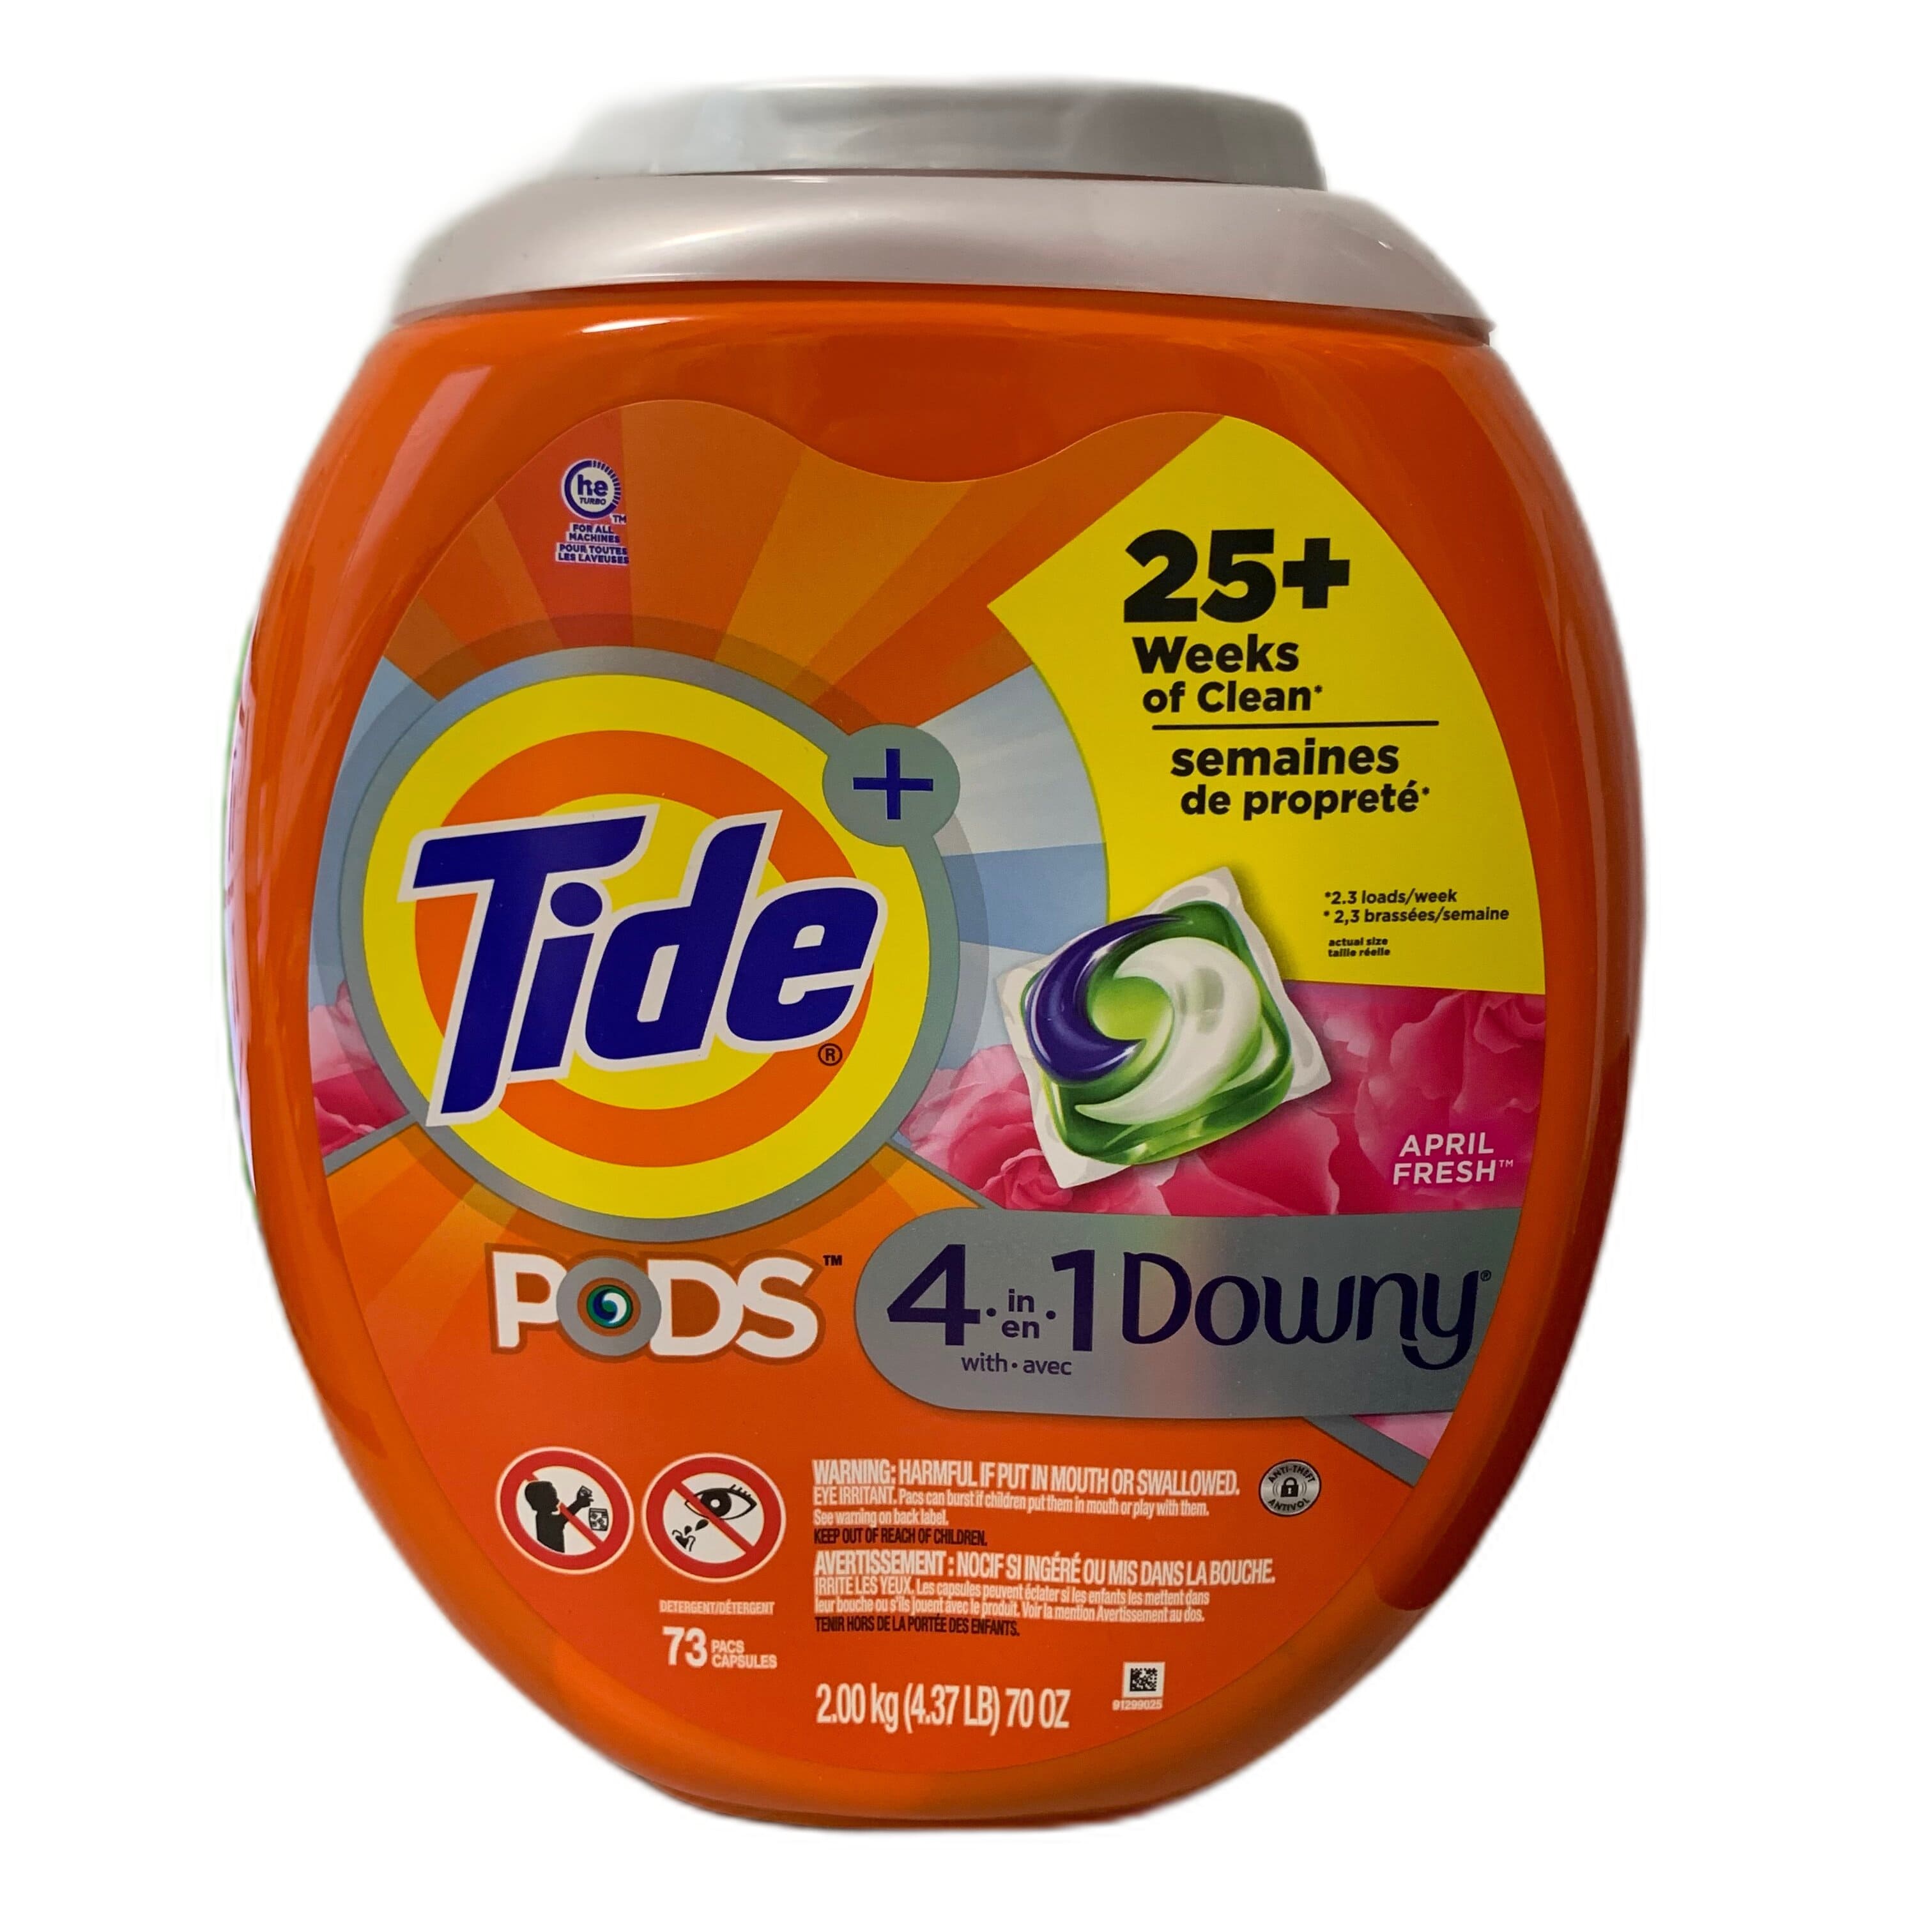 he
TURBO
TM
FOR ALL
MACHINES
POUR TOUTES
LES LAVEUSES
25+
Weeks
of Clean*
semaines
de propreté*
*2.3 loads/week
* 2,3 brassées/semaine
actual size
taille réelle
+
Tide®
APRIL
FRESH™
PODS™
4 in 1 Downy®
en
with • avec
WARNING: HARMFUL IF PUT IN MOUTH OR SWALLOWED.
EYE IRRITANT. Pacs can burst if children put them in mouth or play with them.
See warning on back label.
KEEP OUT OF REACH OF CHILDREN.
AVERTISSEMENT : NOCIF SI INGÉRÉ OU MIS DANS LA BOUCHE.
IRRITE LES YEUX. Les capsules peuvent éclater si les enfants les mettent dans
leur bouche ou s'ils jouent avec le produit. Voir la mention Avertissement au dos.
TENIR HORS DE LA PORTÉE DES ENFANTS.
ANTI-THEFT
ANTIVOL
DETERGENT/DÉTERGENT
73 PACS
CAPSULES
2.00 kg (4.37 LB) 70 OZ
91299025